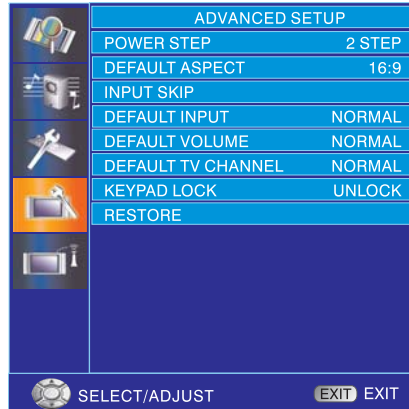 ADVANCED SETUP
POWER STEP 2 STEP
DEFAULT ASPECT 16:9
INPUT SKIP
DEFAULT INPUT NORMAL
DEFAULT VOLUME NORMAL
DEFAULT TV CHANNEL NORMAL
KEYPAD LOCK UNLOCK
RESTORE
SELECT/ADJUST EXIT EXIT